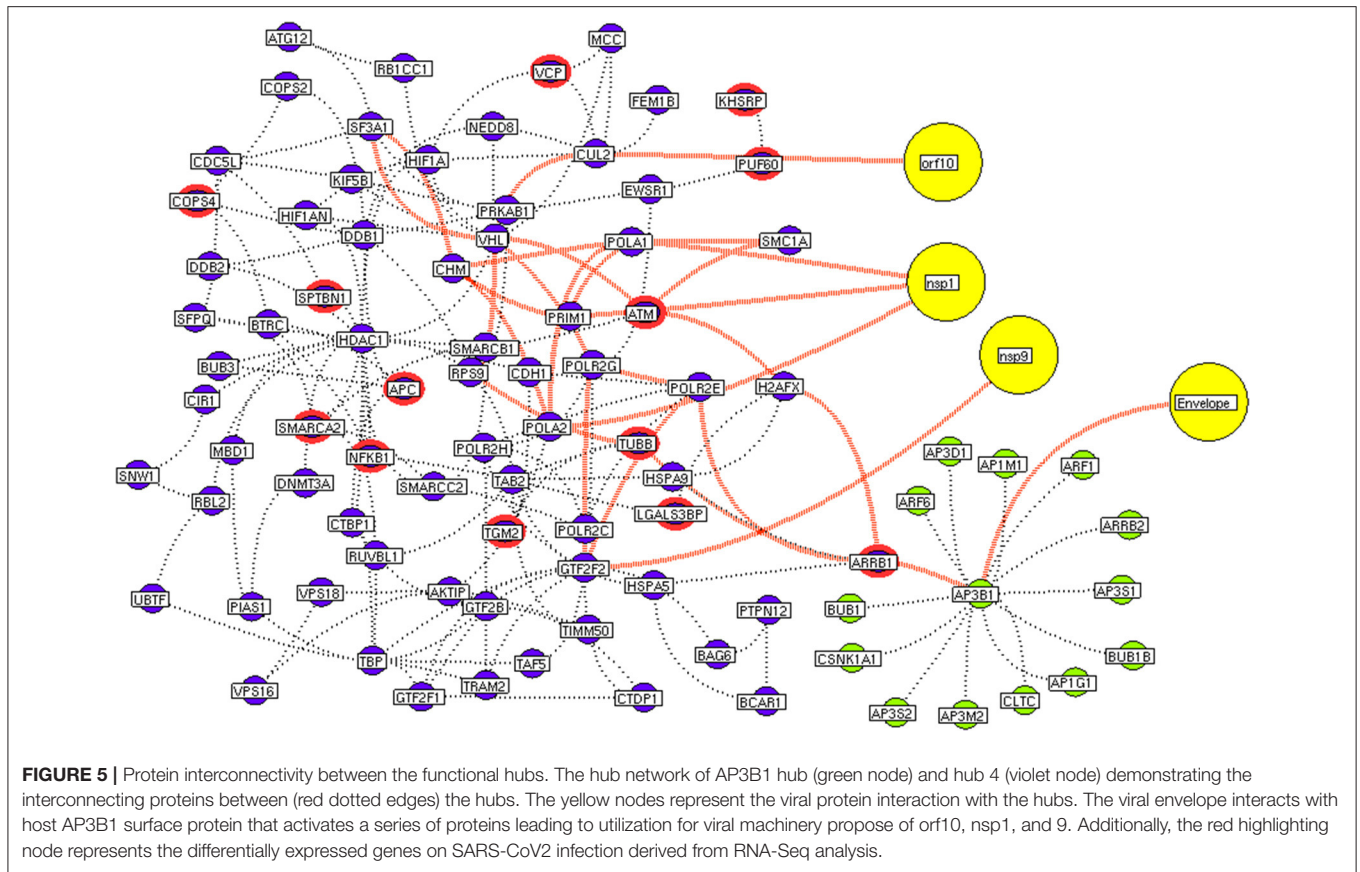 ATG12
MCC
RB1CC1
VCP
COPS2
FEM1B
KHSRP
SF3A1
NEDD8
CDC5L
HIF1A
CUL2
PUF60
orf10
KIF5B
EWSR1
COPS4
HIF1AN
PRKAB1
DDB1
VHL
POLA1
SMC1A
DDB2
CHM
nsp1
SPTBN1
SFPQ
BTRC
PRIM1
ATM
HDAC1
SMARCB1
nsp9
BUB3
RPS9
CDH1
POLR2G
APC
POLR2E
H2AFX
CIR1
Envelope
SMARCA2
POLA2
MBD1
NFKB1
POLR2H
TUBB
AP3D1
AP1M1
ARF1
SNW1
DNMT3A
SMARCC2
TAB2
HSPA9
RBL2
ARF6
LGALS3BP
CTBP1
TGM2
POLR2C
ARRB2
RUVBL1
GTF2F2
ARRB1
UBTF
PIAS1
VPS18
AKTIP
GTF2B
HSPA5
AP3B1
AP3S1
PTPN12
BUB1
TIMM50
TBP
TAF5
BAG6
CSNK1A1
BUB1B
VPS16
GTF2F1
TRAM2
CTDP1
BCAR1
AP1G1
AP3S2
AP3M2
CLTC
FIGURE 5 | Protein interconnectivity between the functional hubs. The hub network of AP3B1 hub (green node) and hub 4 (violet node) demonstrating the
interconnecting proteins between (red dotted edges) the hubs. The yellow nodes represent the viral protein interaction with the hubs. The viral envelope interacts with
host AP3B1 surface protein that activates a series of proteins leading to utilization for viral machinery propose of orf10, nsp1, and 9. Additionally, the red highlighting
node represents the differentially expressed genes on SARS-CoV2 infection derived from RNA-Seq analysis.